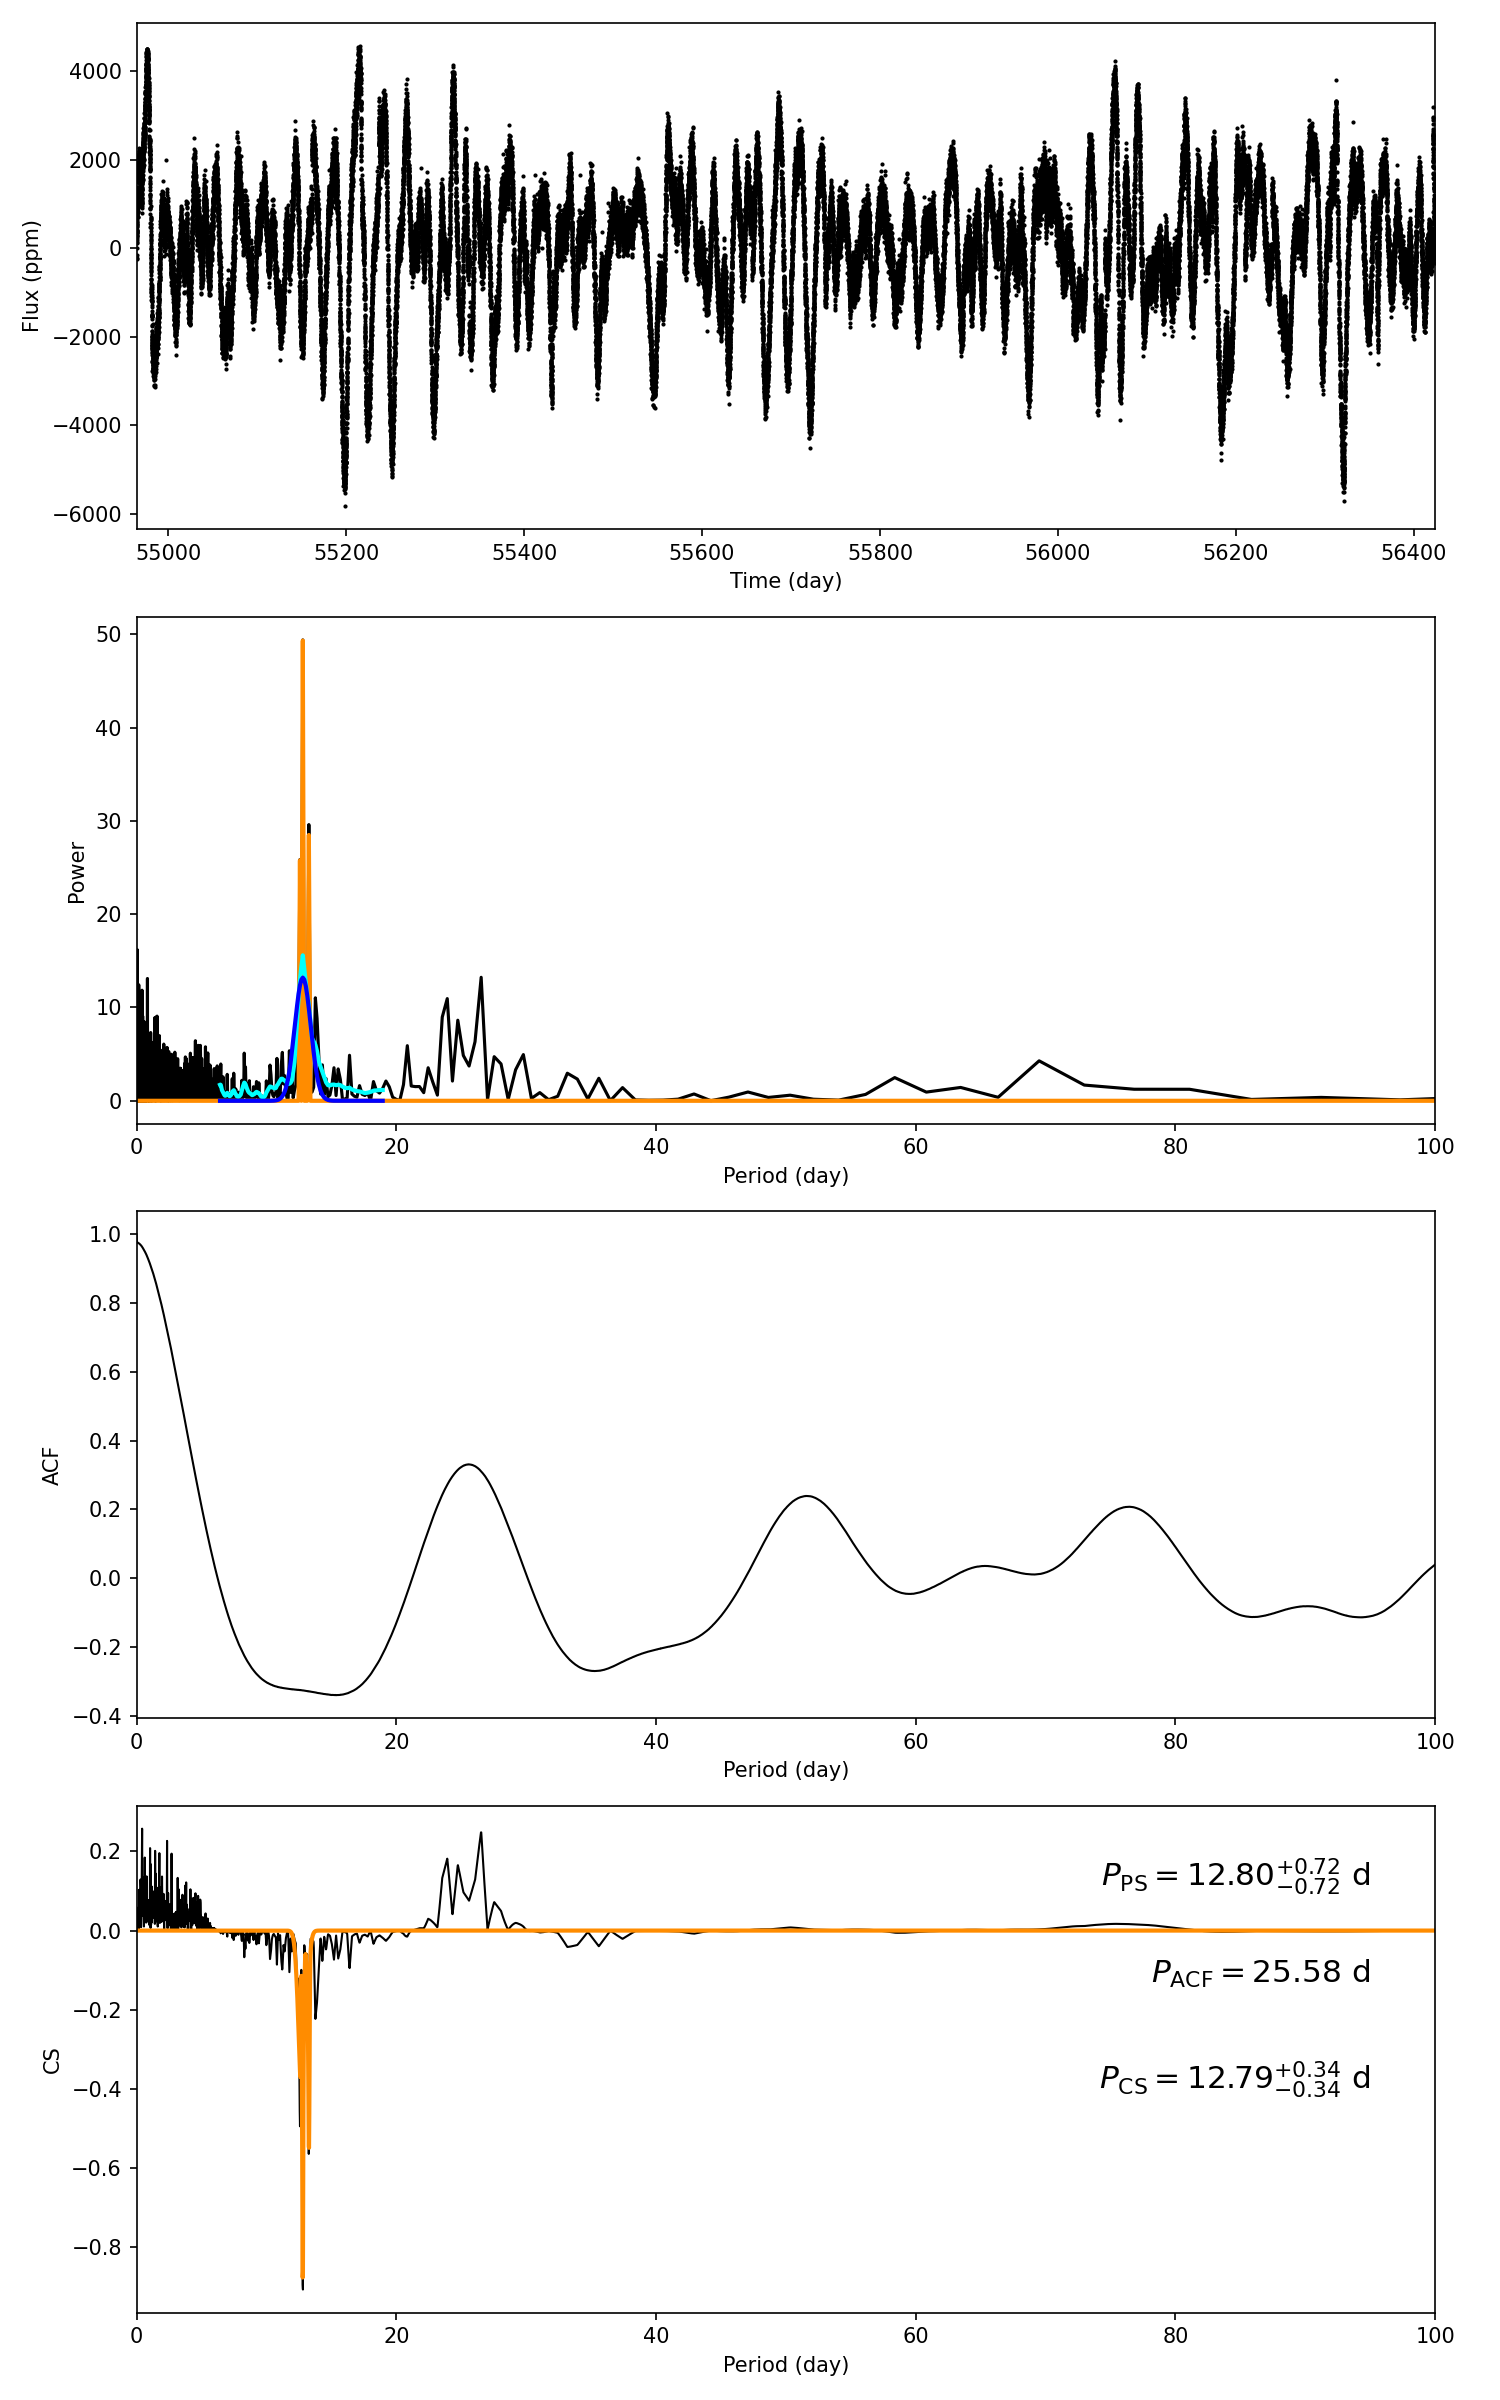 4000
2000
0
−2000
−4000
−6000
Flux (ppm)
55000 55200 55400 55600 55800 56000 56200 56400
Time (day)
50
40
30
20
10
0
Power
0 20 40 60 80 100
Period (day)
1.0
0.8
0.6
0.4
0.2
0.0
−0.2
−0.4
ACF
0 20 40 60 80 100
Period (day)
0.2
0.0
−0.2
−0.4
−0.6
−0.8
CS
P_PS = 12.80 +0.72 −0.72 d
P_ACF = 25.58 d
P_CS = 12.79 +0.34 −0.34 d
0 20 40 60 80 100
Period (day)